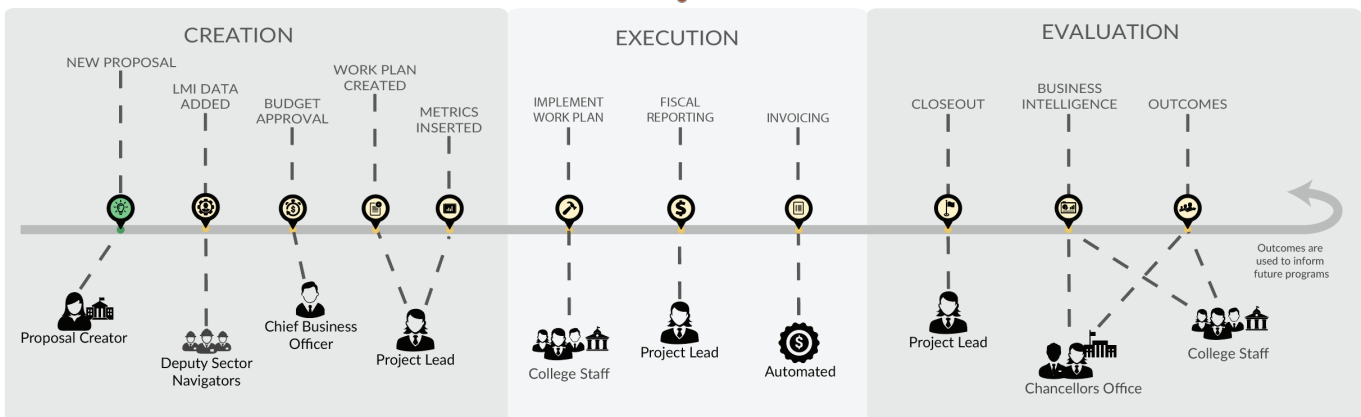 CREATION
NEW PROPOSAL
LMI DATA
ADDED
BUDGET
APPROVAL
WORK PLAN
CREATED
METRICS
INSERTED
Proposal Creator
Deputy Sector
Navigators
Chief Business
Officer
Project Lead
EXECUTION
IMPLEMENT
WORK PLAN
FISCAL
REPORTING
INVOICING
College Staff
Project Lead
Automated
EVALUATION
CLOSEOUT
BUSINESS
INTELLIGENCE
OUTCOMES
Outcomes are
used to inform
future programs
Project Lead
Chancellors Office
College Staff